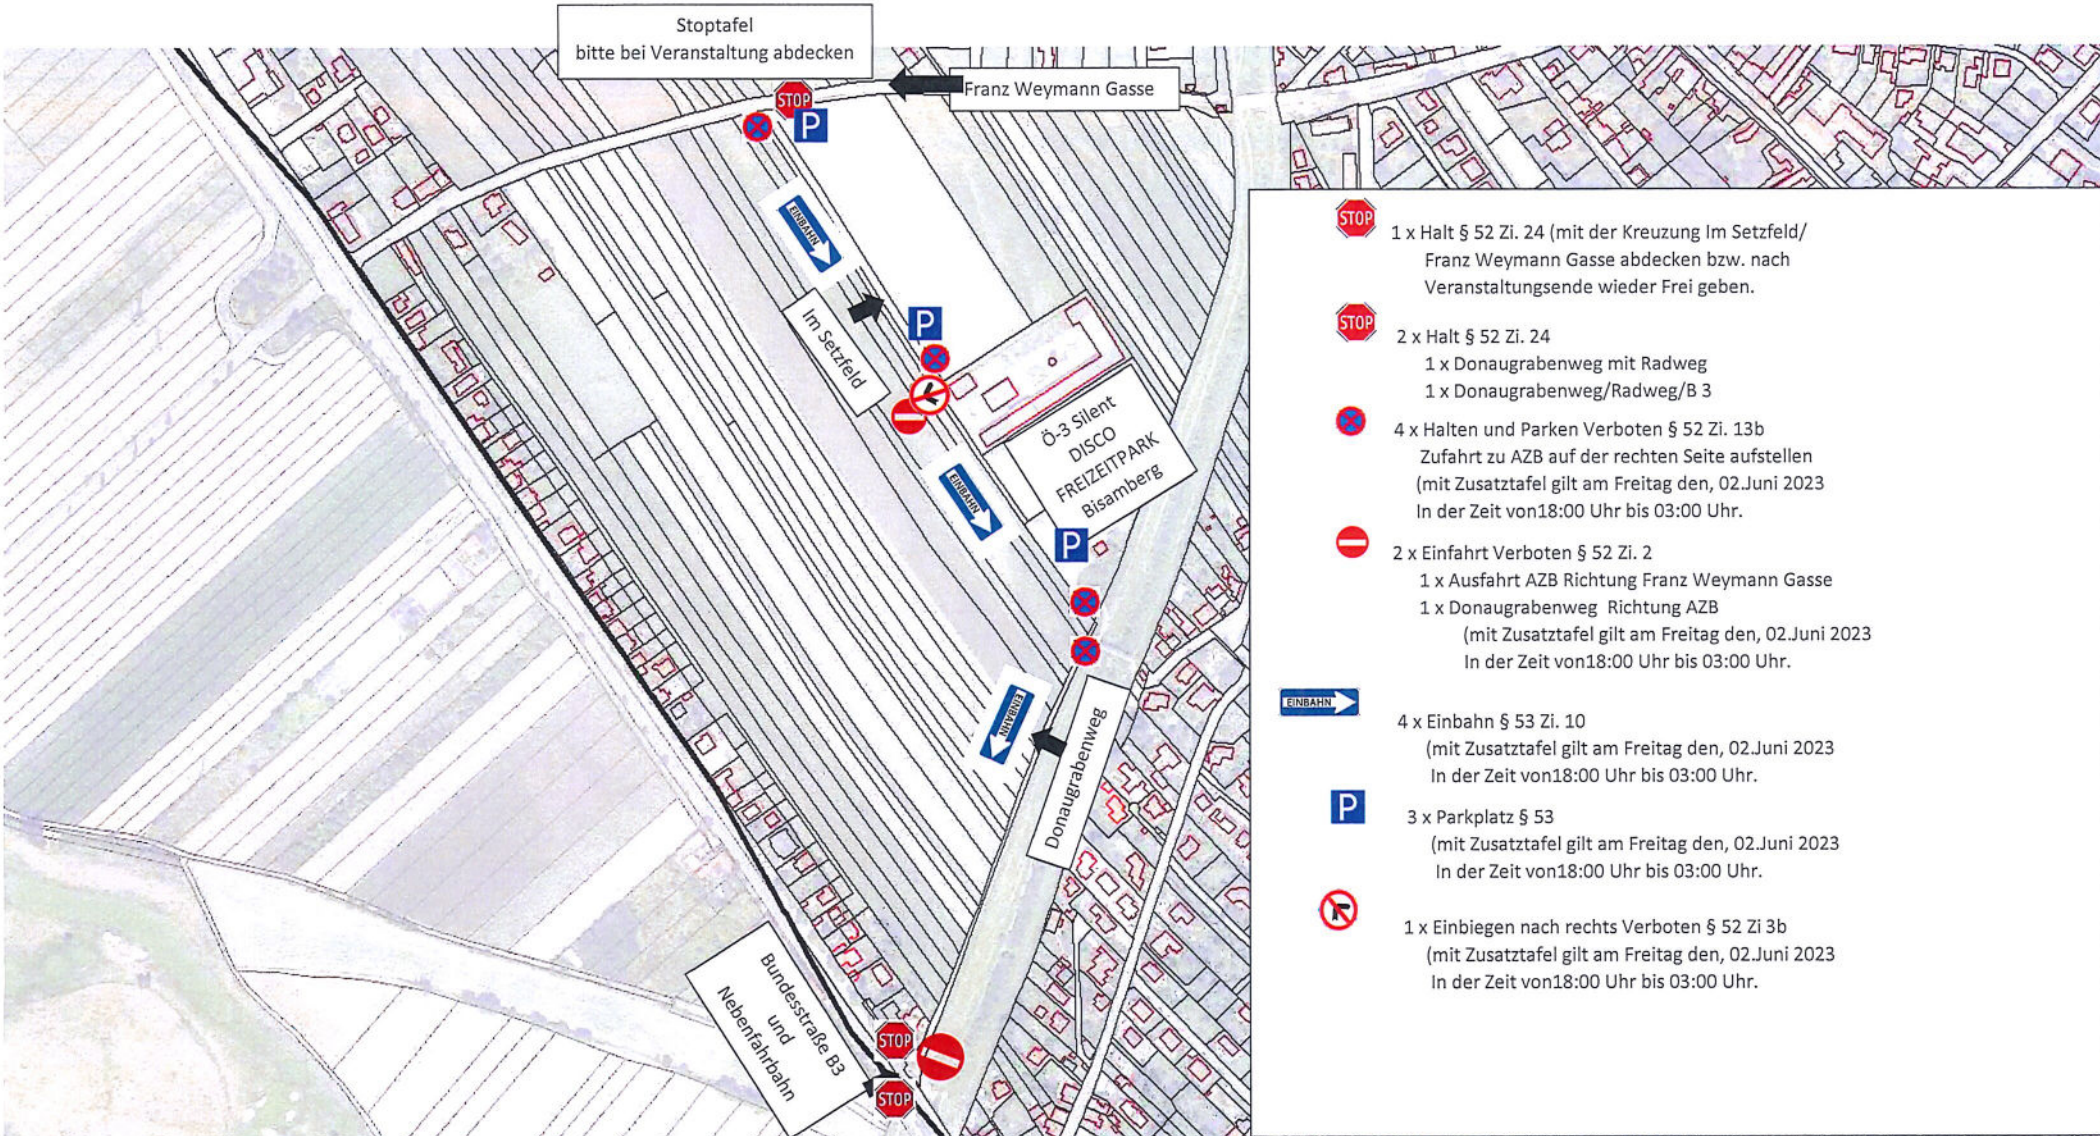 Stoptafel
bitte bei Veranstaltung abdecken
Franz Weymann Gasse
STOP
P
EINBAHN
Im Setzfeld
P
Ö-3 Silent
DISCO
FREIZEITPARK
Bisamberg
EINBAHN
P
EINBAHN
Donaugrabenweg
Bundesstraße B3
und
Nebenfahrbahn
STOP
STOP
STOP
1 x Halt § 52 Zi. 24 (mit der Kreuzung Im Setzfeld/
Franz Weymann Gasse abdecken bzw. nach
Veranstaltungsende wieder Frei geben.
STOP
2 x Halt § 52 Zi. 24
1 x Donaugrabenweg mit Radweg
1 x Donaugrabenweg/Radweg/B 3
4 x Halten und Parken Verboten § 52 Zi. 13b
Zufahrt zu AZB auf der rechten Seite aufstellen
(mit Zusatztafel gilt am Freitag den, 02.Juni 2023
In der Zeit von18:00 Uhr bis 03:00 Uhr.
2 x Einfahrt Verboten § 52 Zi. 2
1 x Ausfahrt AZB Richtung Franz Weymann Gasse
1 x Donaugrabenweg Richtung AZB
(mit Zusatztafel gilt am Freitag den, 02.Juni 2023
In der Zeit von18:00 Uhr bis 03:00 Uhr.
EINBAHN
4 x Einbahn § 53 Zi. 10
(mit Zusatztafel gilt am Freitag den, 02.Juni 2023
In der Zeit von18:00 Uhr bis 03:00 Uhr.
P
3 x Parkplatz § 53
(mit Zusatztafel gilt am Freitag den, 02.Juni 2023
In der Zeit von18:00 Uhr bis 03:00 Uhr.
1 x Einbiegen nach rechts Verboten § 52 Zi 3b
(mit Zusatztafel gilt am Freitag den, 02.Juni 2023
In der Zeit von18:00 Uhr bis 03:00 Uhr.